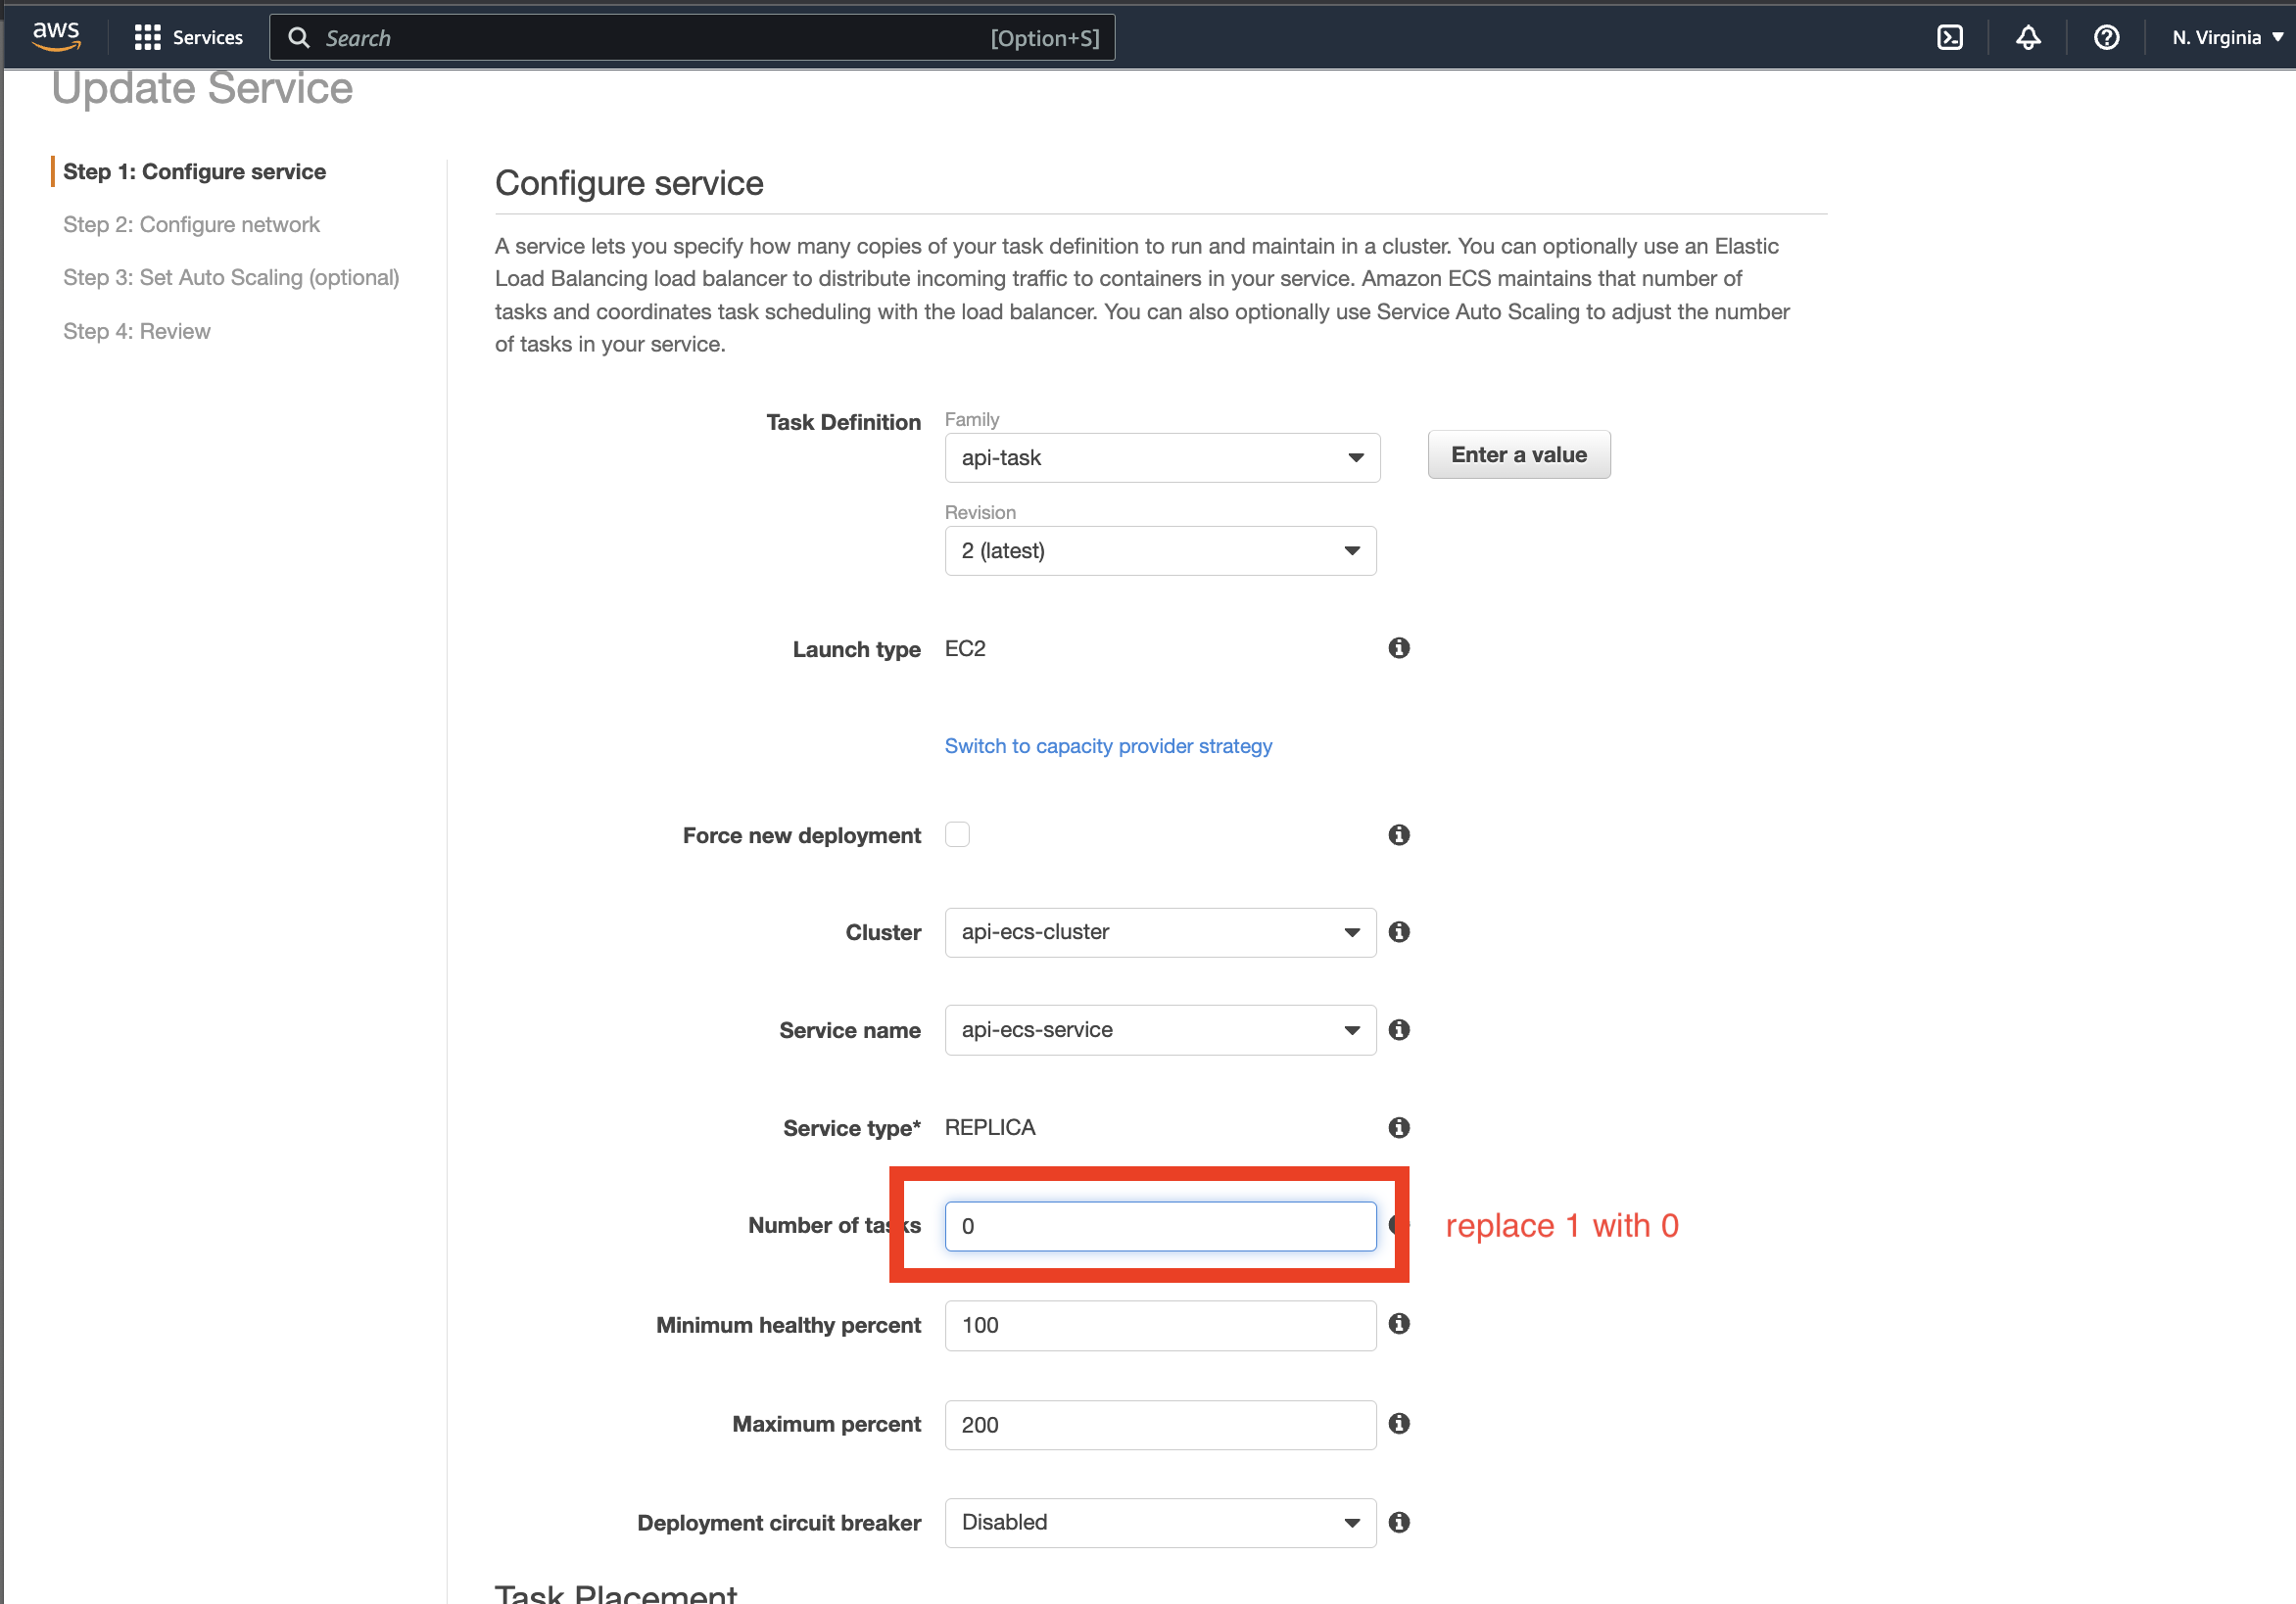 aws
Services
Search
[Option+S]
N. Virginia
Update Service
Step 1: Configure service
Step 2: Configure network
Step 3: Set Auto Scaling (optional)
Step 4: Review
Configure service
A service lets you specify how many copies of your task definition to run and maintain in a cluster. You can optionally use an Elastic
Load Balancing load balancer to distribute incoming traffic to containers in your service. Amazon ECS maintains that number of
tasks and coordinates task scheduling with the load balancer. You can also optionally use Service Auto Scaling to adjust the number
of tasks in your service.
Task Definition
Family
api-task
Enter a value
Revision
2 (latest)
Launch type
EC2
Switch to capacity provider strategy
Force new deployment
Cluster
api-ecs-cluster
Service name
api-ecs-service
Service type*
REPLICA
Number of tasks
0
replace 1 with 0
Minimum healthy percent
100
Maximum percent
200
Deployment circuit breaker
Disabled
Task Placement